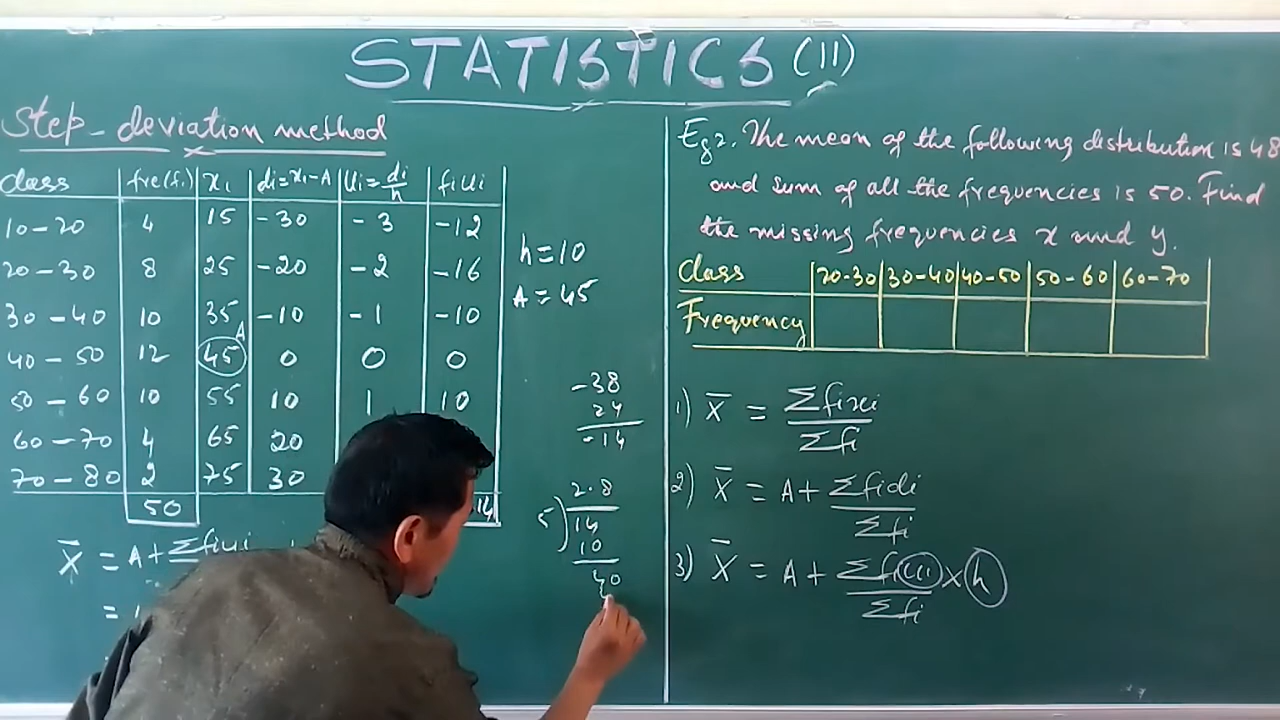 STATISTICS (11)
Step-deviation method
class fre(fi) xi di=xi-A Ui=di/h fiUi
10-20 4 15 -30 -3 -12
20-30 8 25 -20 -2 -16
30-40 10 35 -10 -1 -10
40-50 12 45 A 0 0 0
50-60 10 55 10 1 10
60-70 4 65 20
70-80 2 75 30
50 -14
X̄ = A+ Σfiui
=
h=10
A=45
-38
24
-14
2.8
5)14
10
40
Eg 2. The mean of the following distribution is 48
and sum of all the frequencies is 50. Find
the missing frequencies x and y.
class 20-30 30-40 40-50 50-60 60-70
Frequency
1) X̄ = Σfixi / Σfi
2) X̄ = A+ Σfidi / Σfi
3) X̄ = A+ Σfiui / Σfi × h